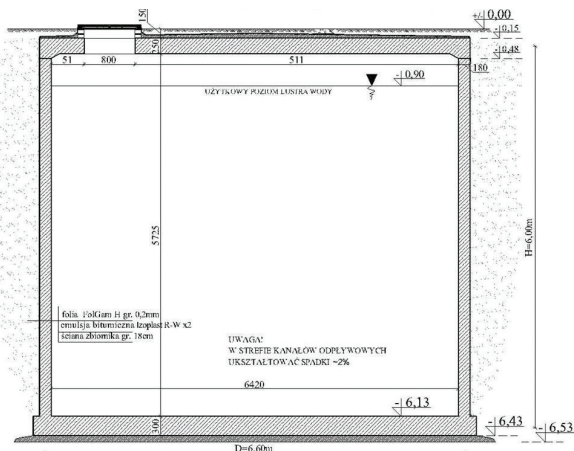 150
+/- 0,00
- 0,15
250
- 0,48
51 800 511 180
- 0,90
UŻYTKOWY POZIOM LUSTRA WODY
5725
H=6,00m
folia FolGam H gr. 0,2mm
emulsja bitumiczna Izoplast R-W x2
ściana zbiornika gr. 18cm
UWAGA!
W STREFIE KANAŁÓW ODPŁYWOWYCH
UKSZTAŁTOWAĆ SPADKI ~2%
6420
- 6,13
300
- 6,43
- 6,53
D=6,60m